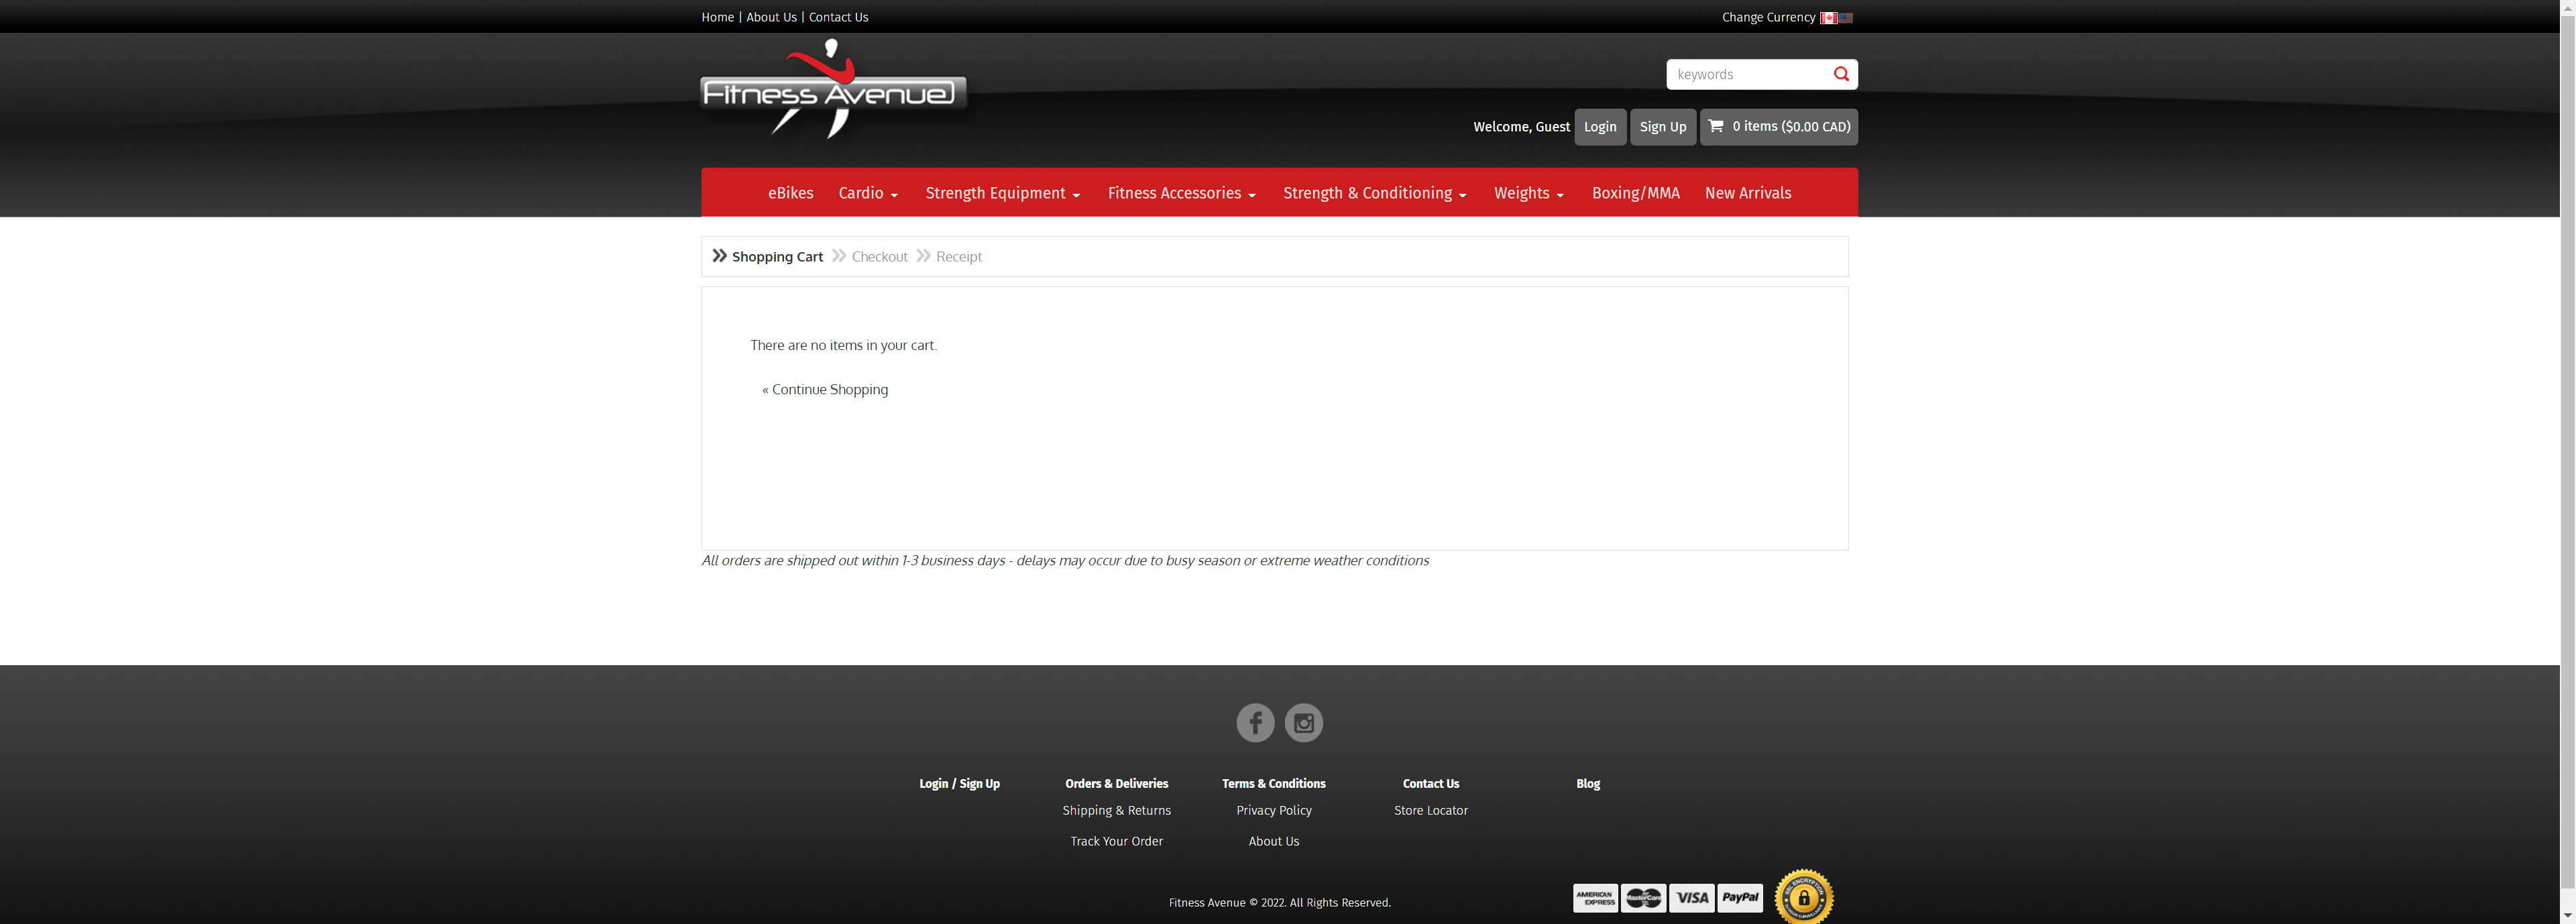 Home | About Us | Contact Us
Change Currency
Fitness Avenue
keywords
Welcome, Guest Login Sign Up 0 items ($0.00 CAD)
eBikes Cardio Strength Equipment Fitness Accessories Strength & Conditioning Weights Boxing/MMA New Arrivals
Shopping Cart Checkout Receipt
There are no items in your cart.
« Continue Shopping
All orders are shipped out within 1-3 business days - delays may occur due to busy season or extreme weather conditions
Login / Sign Up Orders & Deliveries Terms & Conditions Contact Us Blog
Shipping & Returns Privacy Policy Store Locator
Track Your Order About Us
Fitness Avenue © 2022. All Rights Reserved.
AMERICAN EXPRESS MasterCard VISA PayPal
SSL ENCRYPTION